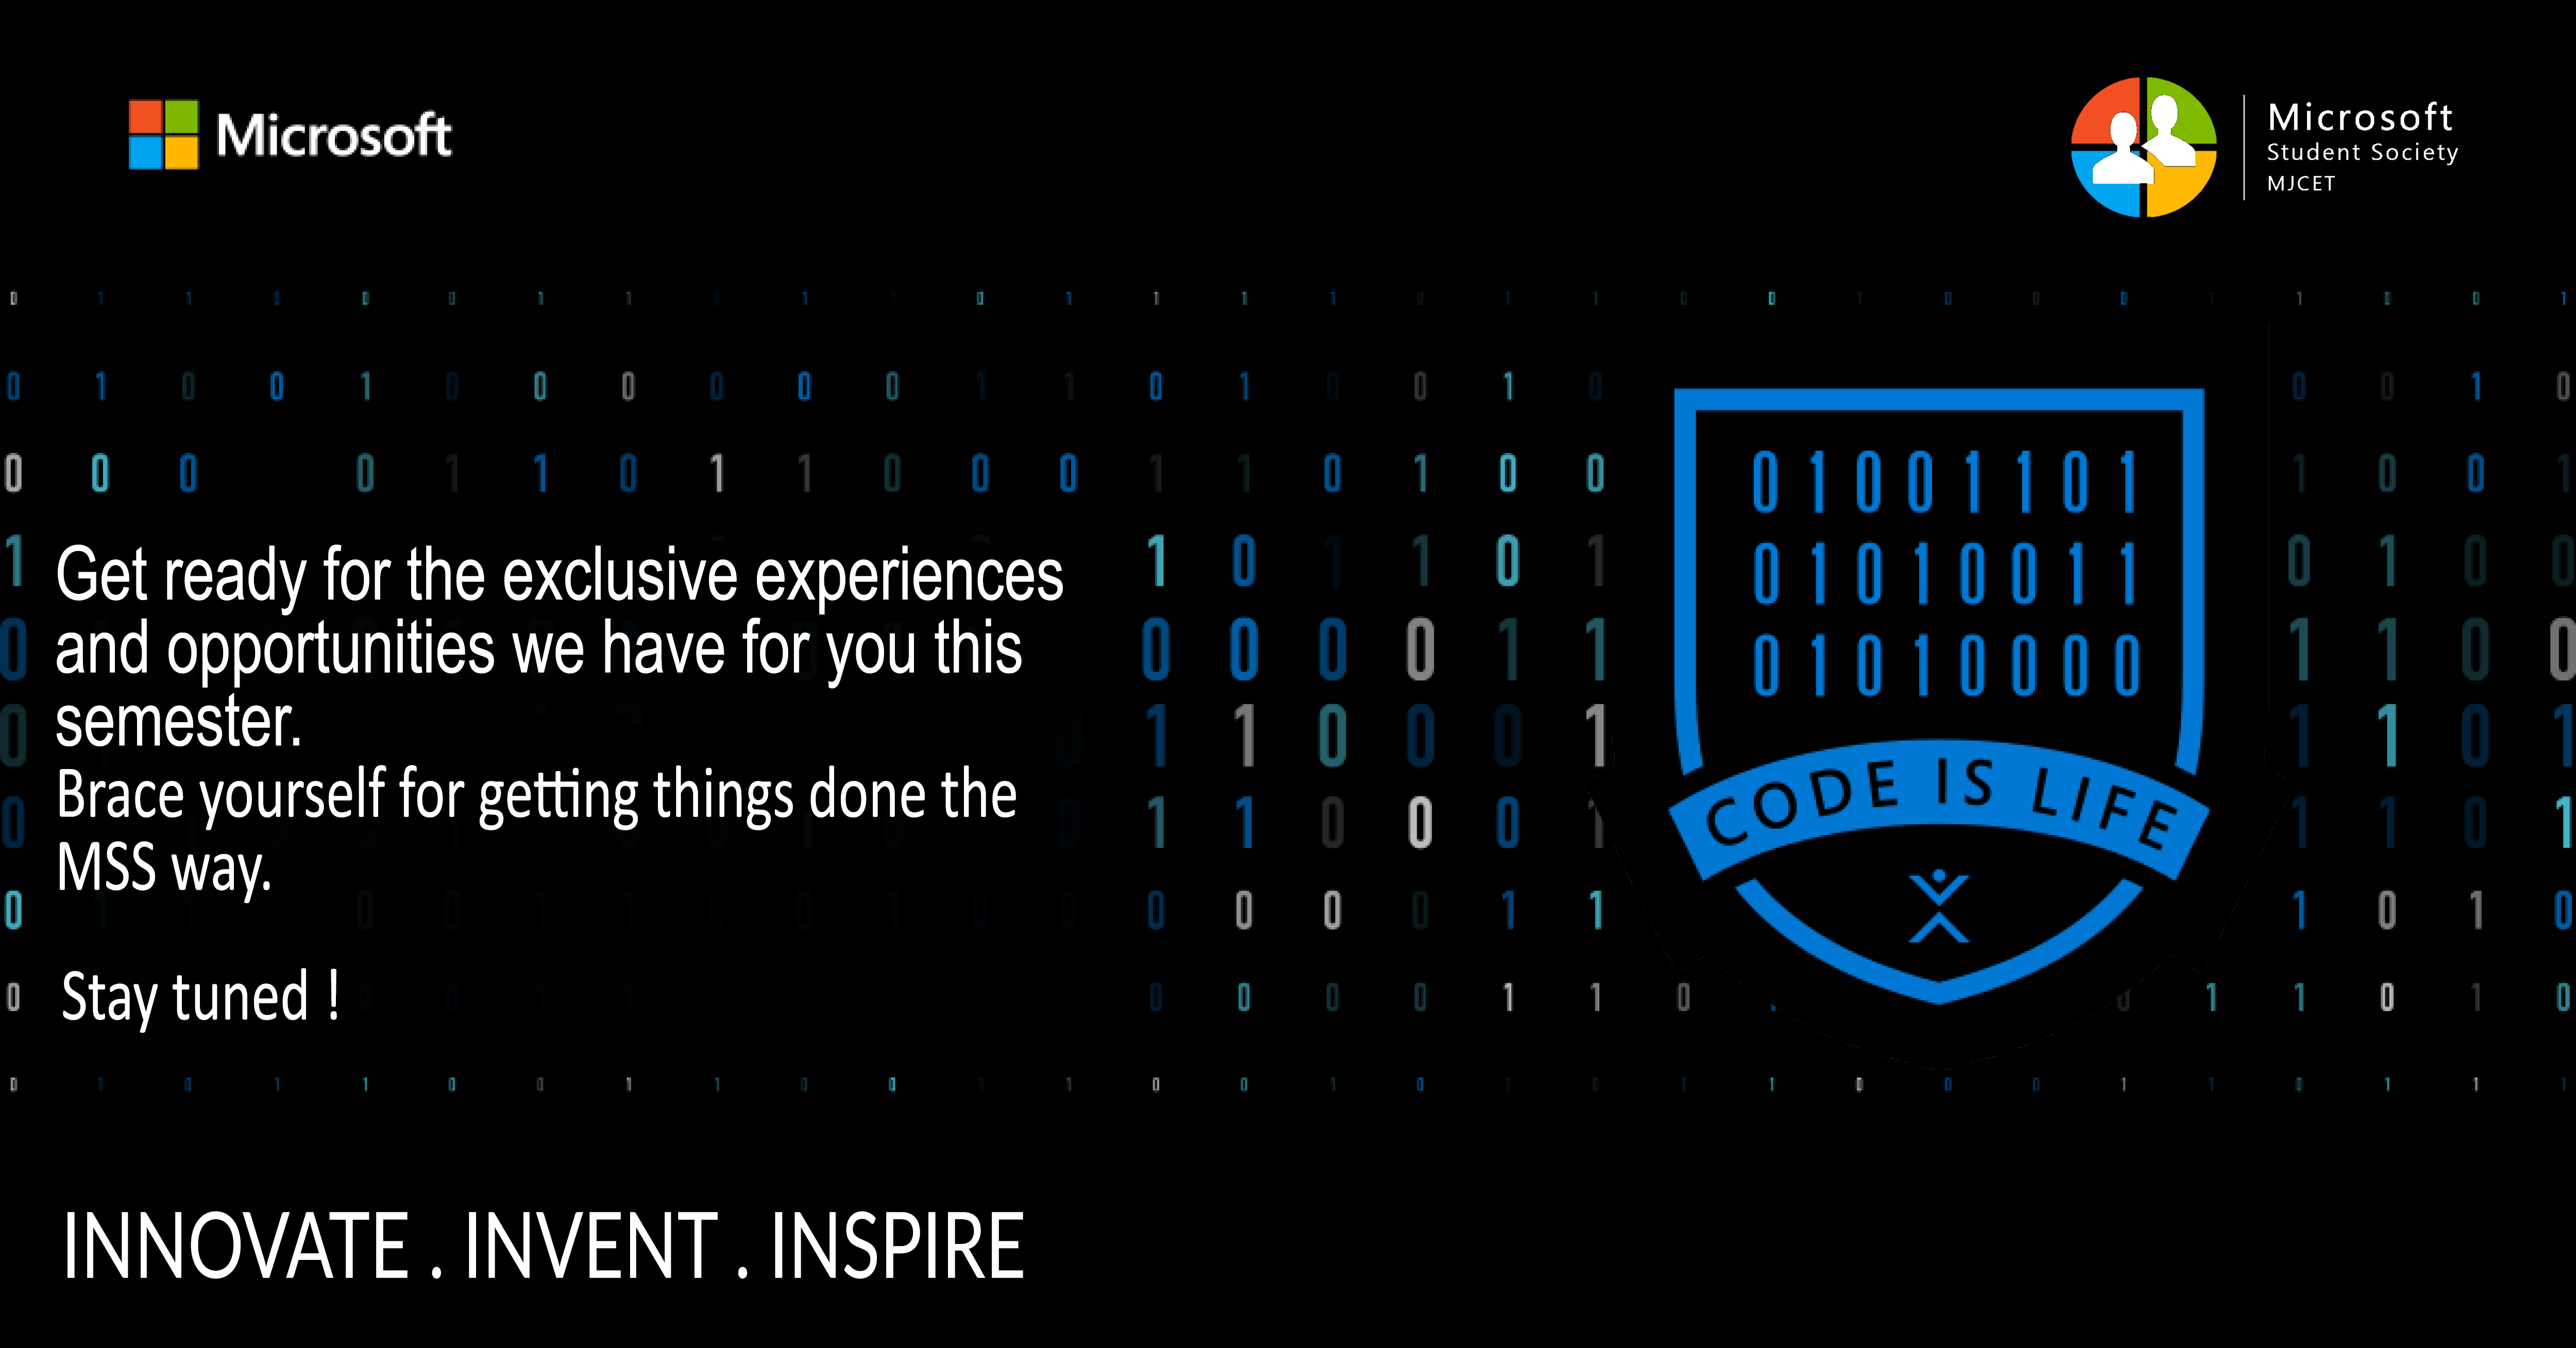 Microsoft
Microsoft
Student Society
MJCET
Get ready for the exclusive experiences
and opportunities we have for you this
semester.
Brace yourself for getting things done the
MSS way.
Stay tuned !
01001101
01010011
01010000
CODE IS LIFE
INNOVATE . INVENT . INSPIRE